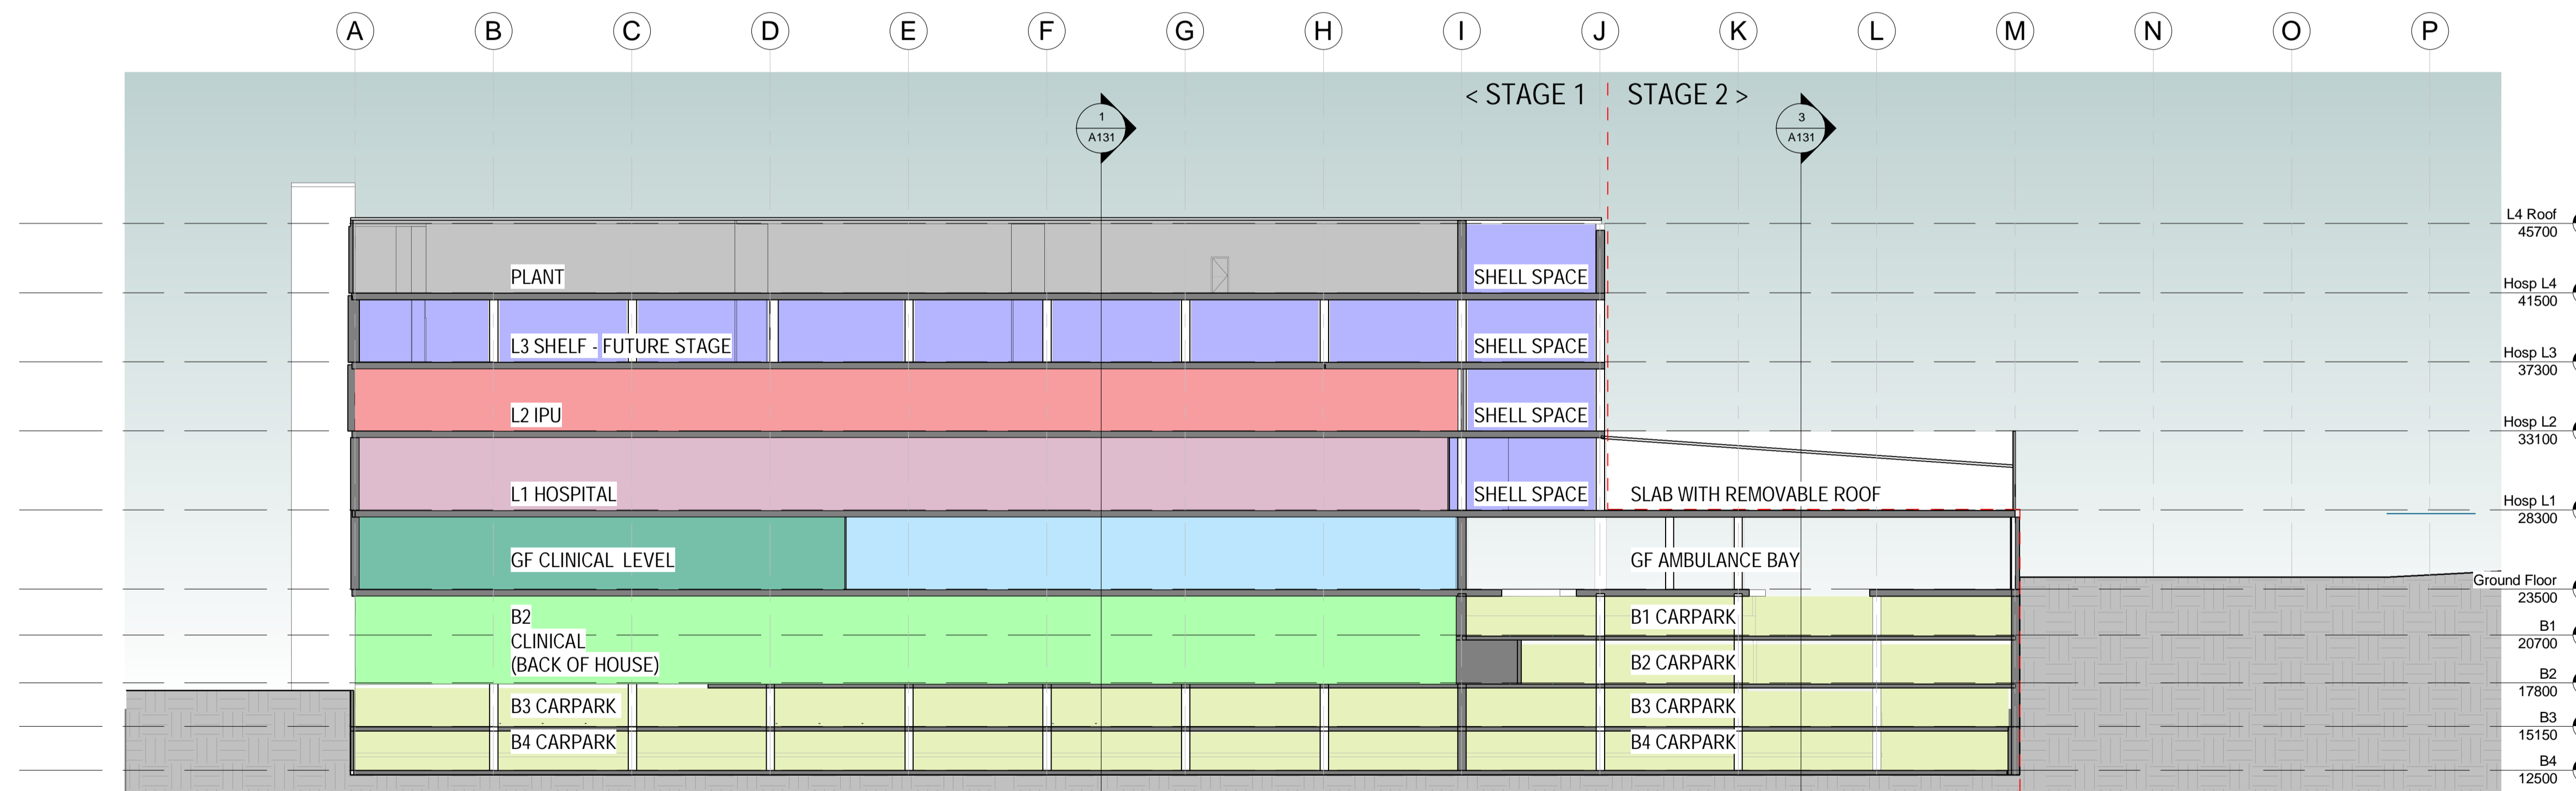 A B C D E F G H I J K L M N O P
< STAGE 1 STAGE 2 >
1
A131
3
A131
L4 Roof
45700
PLANT
SHELL SPACE
Hosp L4
41500
L3 SHELF - FUTURE STAGE
SHELL SPACE
Hosp L3
37300
L2 IPU
SHELL SPACE
Hosp L2
33100
L1 HOSPITAL
SHELL SPACE
SLAB WITH REMOVABLE ROOF
Hosp L1
28300
GF CLINICAL LEVEL
GF AMBULANCE BAY
Ground Floor
23500
B2
CLINICAL
(BACK OF HOUSE)
B1 CARPARK
B1
20700
B2 CARPARK
B2
17800
B3 CARPARK
B3 CARPARK
B3
15150
B4 CARPARK
B4 CARPARK
B4
12500